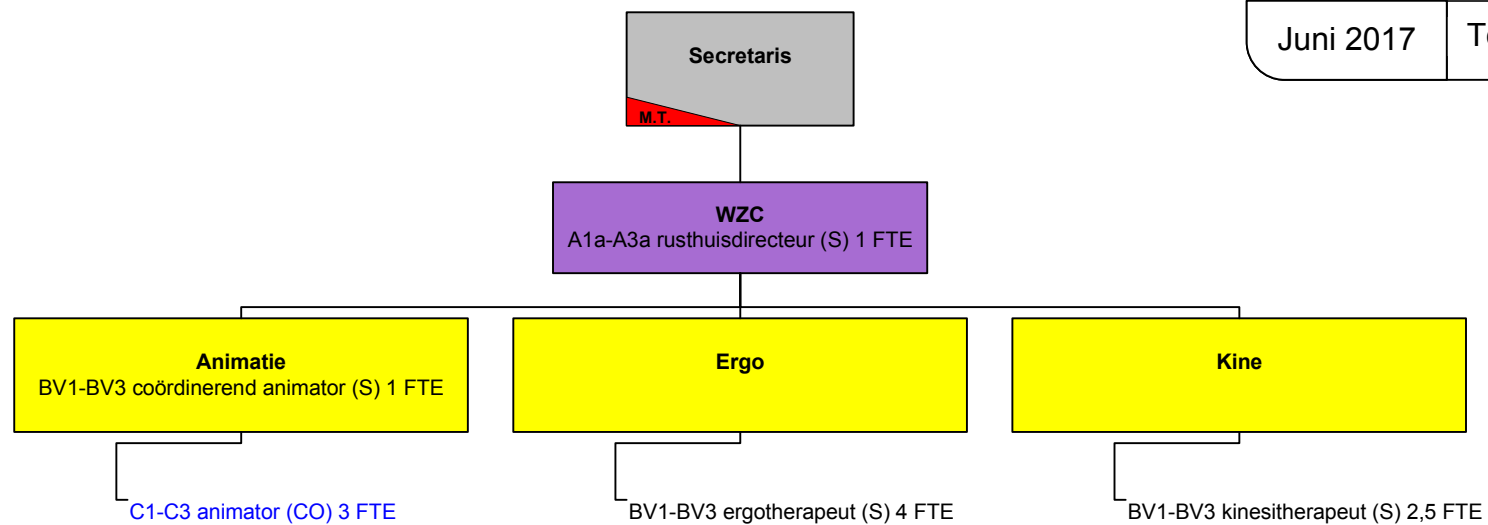 Juni 2017
Secretaris
M.T.
WZC
A1a-A3a rusthuisdirecteur (S) 1 FTE
Animatie
BV1-BV3 coördinerend animator (S) 1 FTE
Ergo
Kine
C1-C3 animator (CO) 3 FTE
BV1-BV3 ergotherapeut (S) 4 FTE
BV1-BV3 kinesitherapeut (S) 2,5 FTE